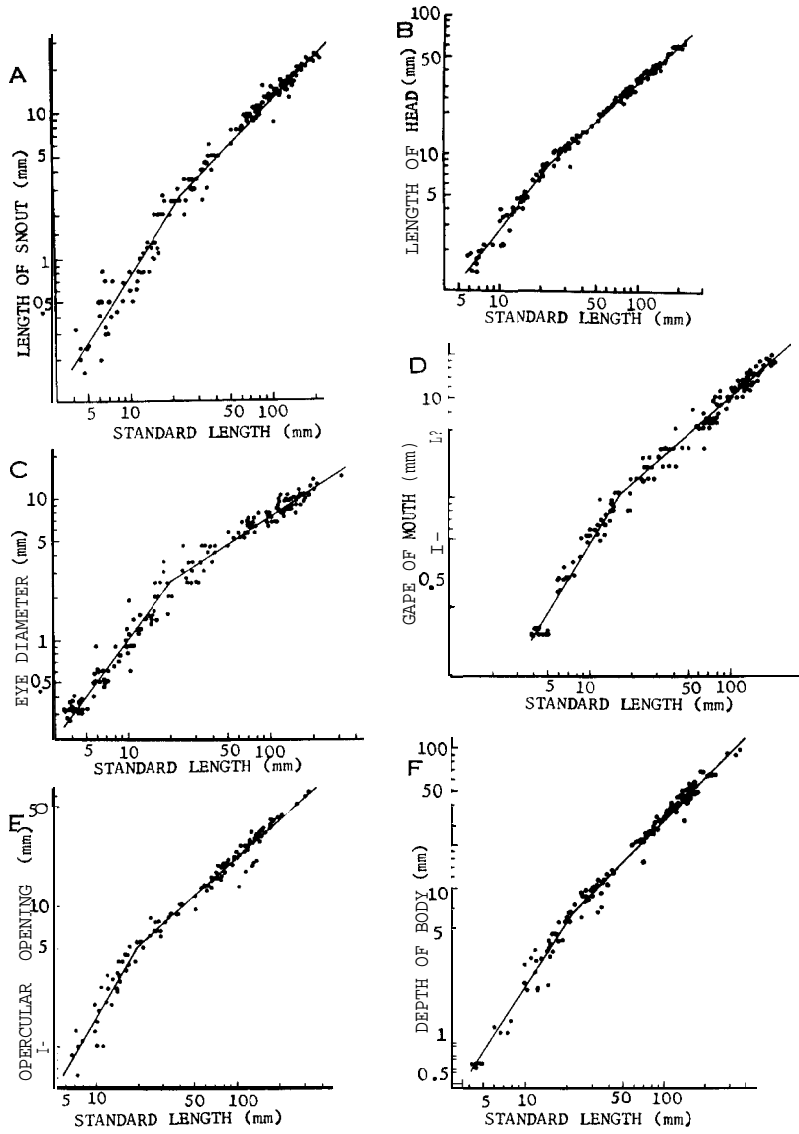 A
LENGTH OF SNOUT (mm)
10
5
1
0.5
5 10 50 100
STANDARD LENGTH (mm)
B
LENGTH OF HEAD (mm)
100
50
10
5
5 10 50 100
STANDARD LENGTH (mm)
C
EYE DIAMETER (mm)
10
5
1
0.5
5 10 50 100
STANDARD LENGTH (mm)
D
GAPE OF MOUTH (mm)
10
5
1
0.5
5 10 50 100
STANDARD LENGTH (mm)
E
OPERCULAR OPENING (mm)
50
10
5
1
5 10 50 100
STANDARD LENGTH (mm)
F
DEPTH OF BODY (mm)
100
50
10
5
1
0.5
5 10 50 100
STANDARD LENGTH (mm)